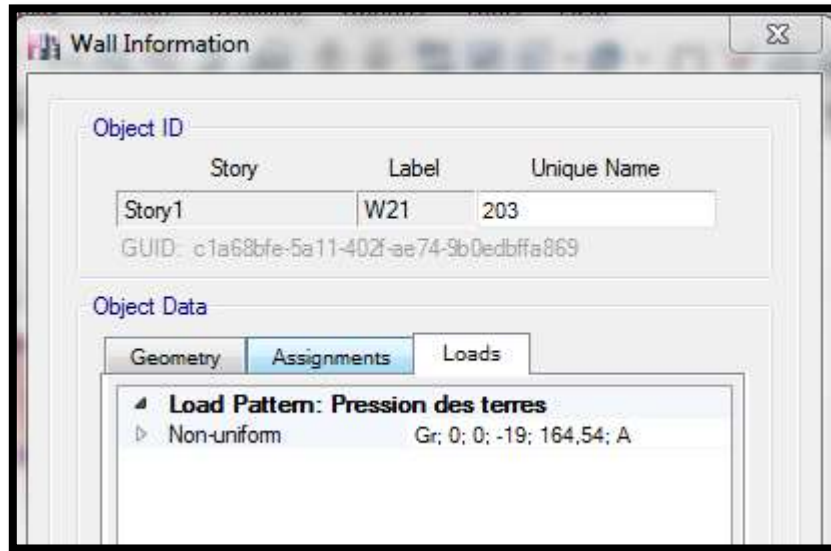 Wall Information
Object ID
Story Label Unique Name
Story1 W21 203
GUID: c1a68bfe-5a11-402f-ae74-9b0edbffa869
Object Data
Geometry Assignments Loads
Load Pattern: Pression des terres
Non-uniform Gr; 0; 0; -19; 164,54; A